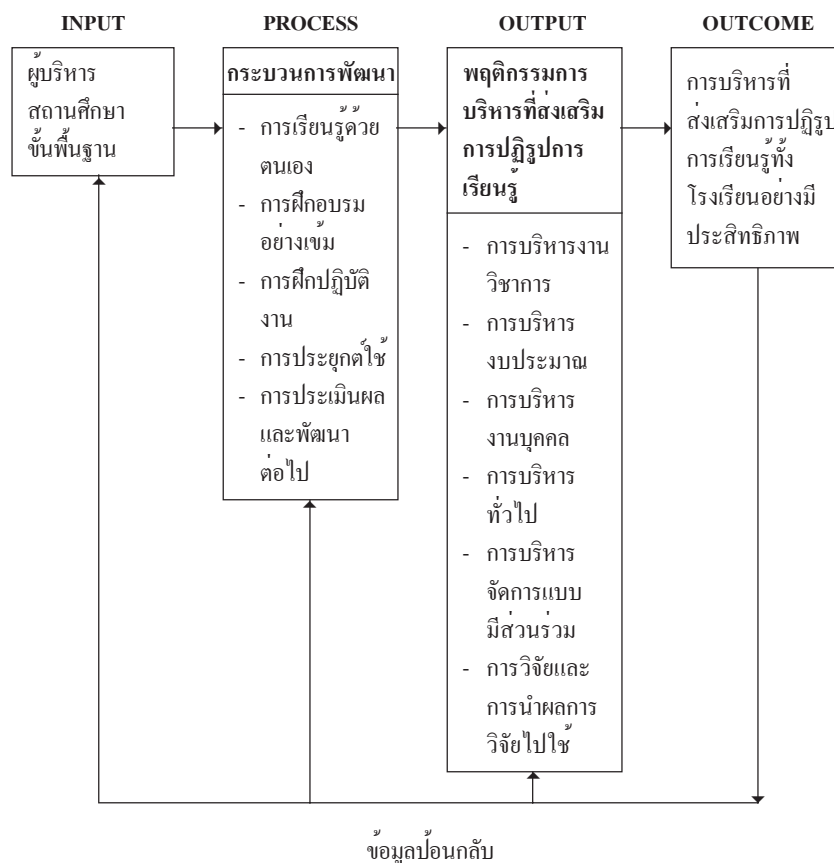 INPUT
ผู้บริหาร
สถานศึกษา
ขั้นพื้นฐาน
PROCESS
กระบวนการพัฒนา
- การเรียนรู้ด้วย
ตนเอง
- การฝึกอบรม
อย่างเข้ม
- การฝึกปฏิบัติ
งาน
- การประยุกต์ใช้
- การประเมินผล
และพัฒนา
ต่อไป
OUTPUT
พฤติกรรมการ
บริหารที่ส่งเสริม
การปฏิรูปการ
เรียนรู้
- การบริหารงาน
วิชาการ
- การบริหาร
งบประมาณ
- การบริหาร
งานบุคคล
- การบริหาร
ทั่วไป
- การบริหาร
จัดการแบบ
มีส่วนร่วม
- การวิจัยและ
การนำผลการ
วิจัยไปใช้
OUTCOME
การบริหารที่
ส่งเสริมการปฏิรูป
การเรียนรู้ทั้ง
โรงเรียนอย่างมี
ประสิทธิภาพ
ข้อมูลป้อนกลับ